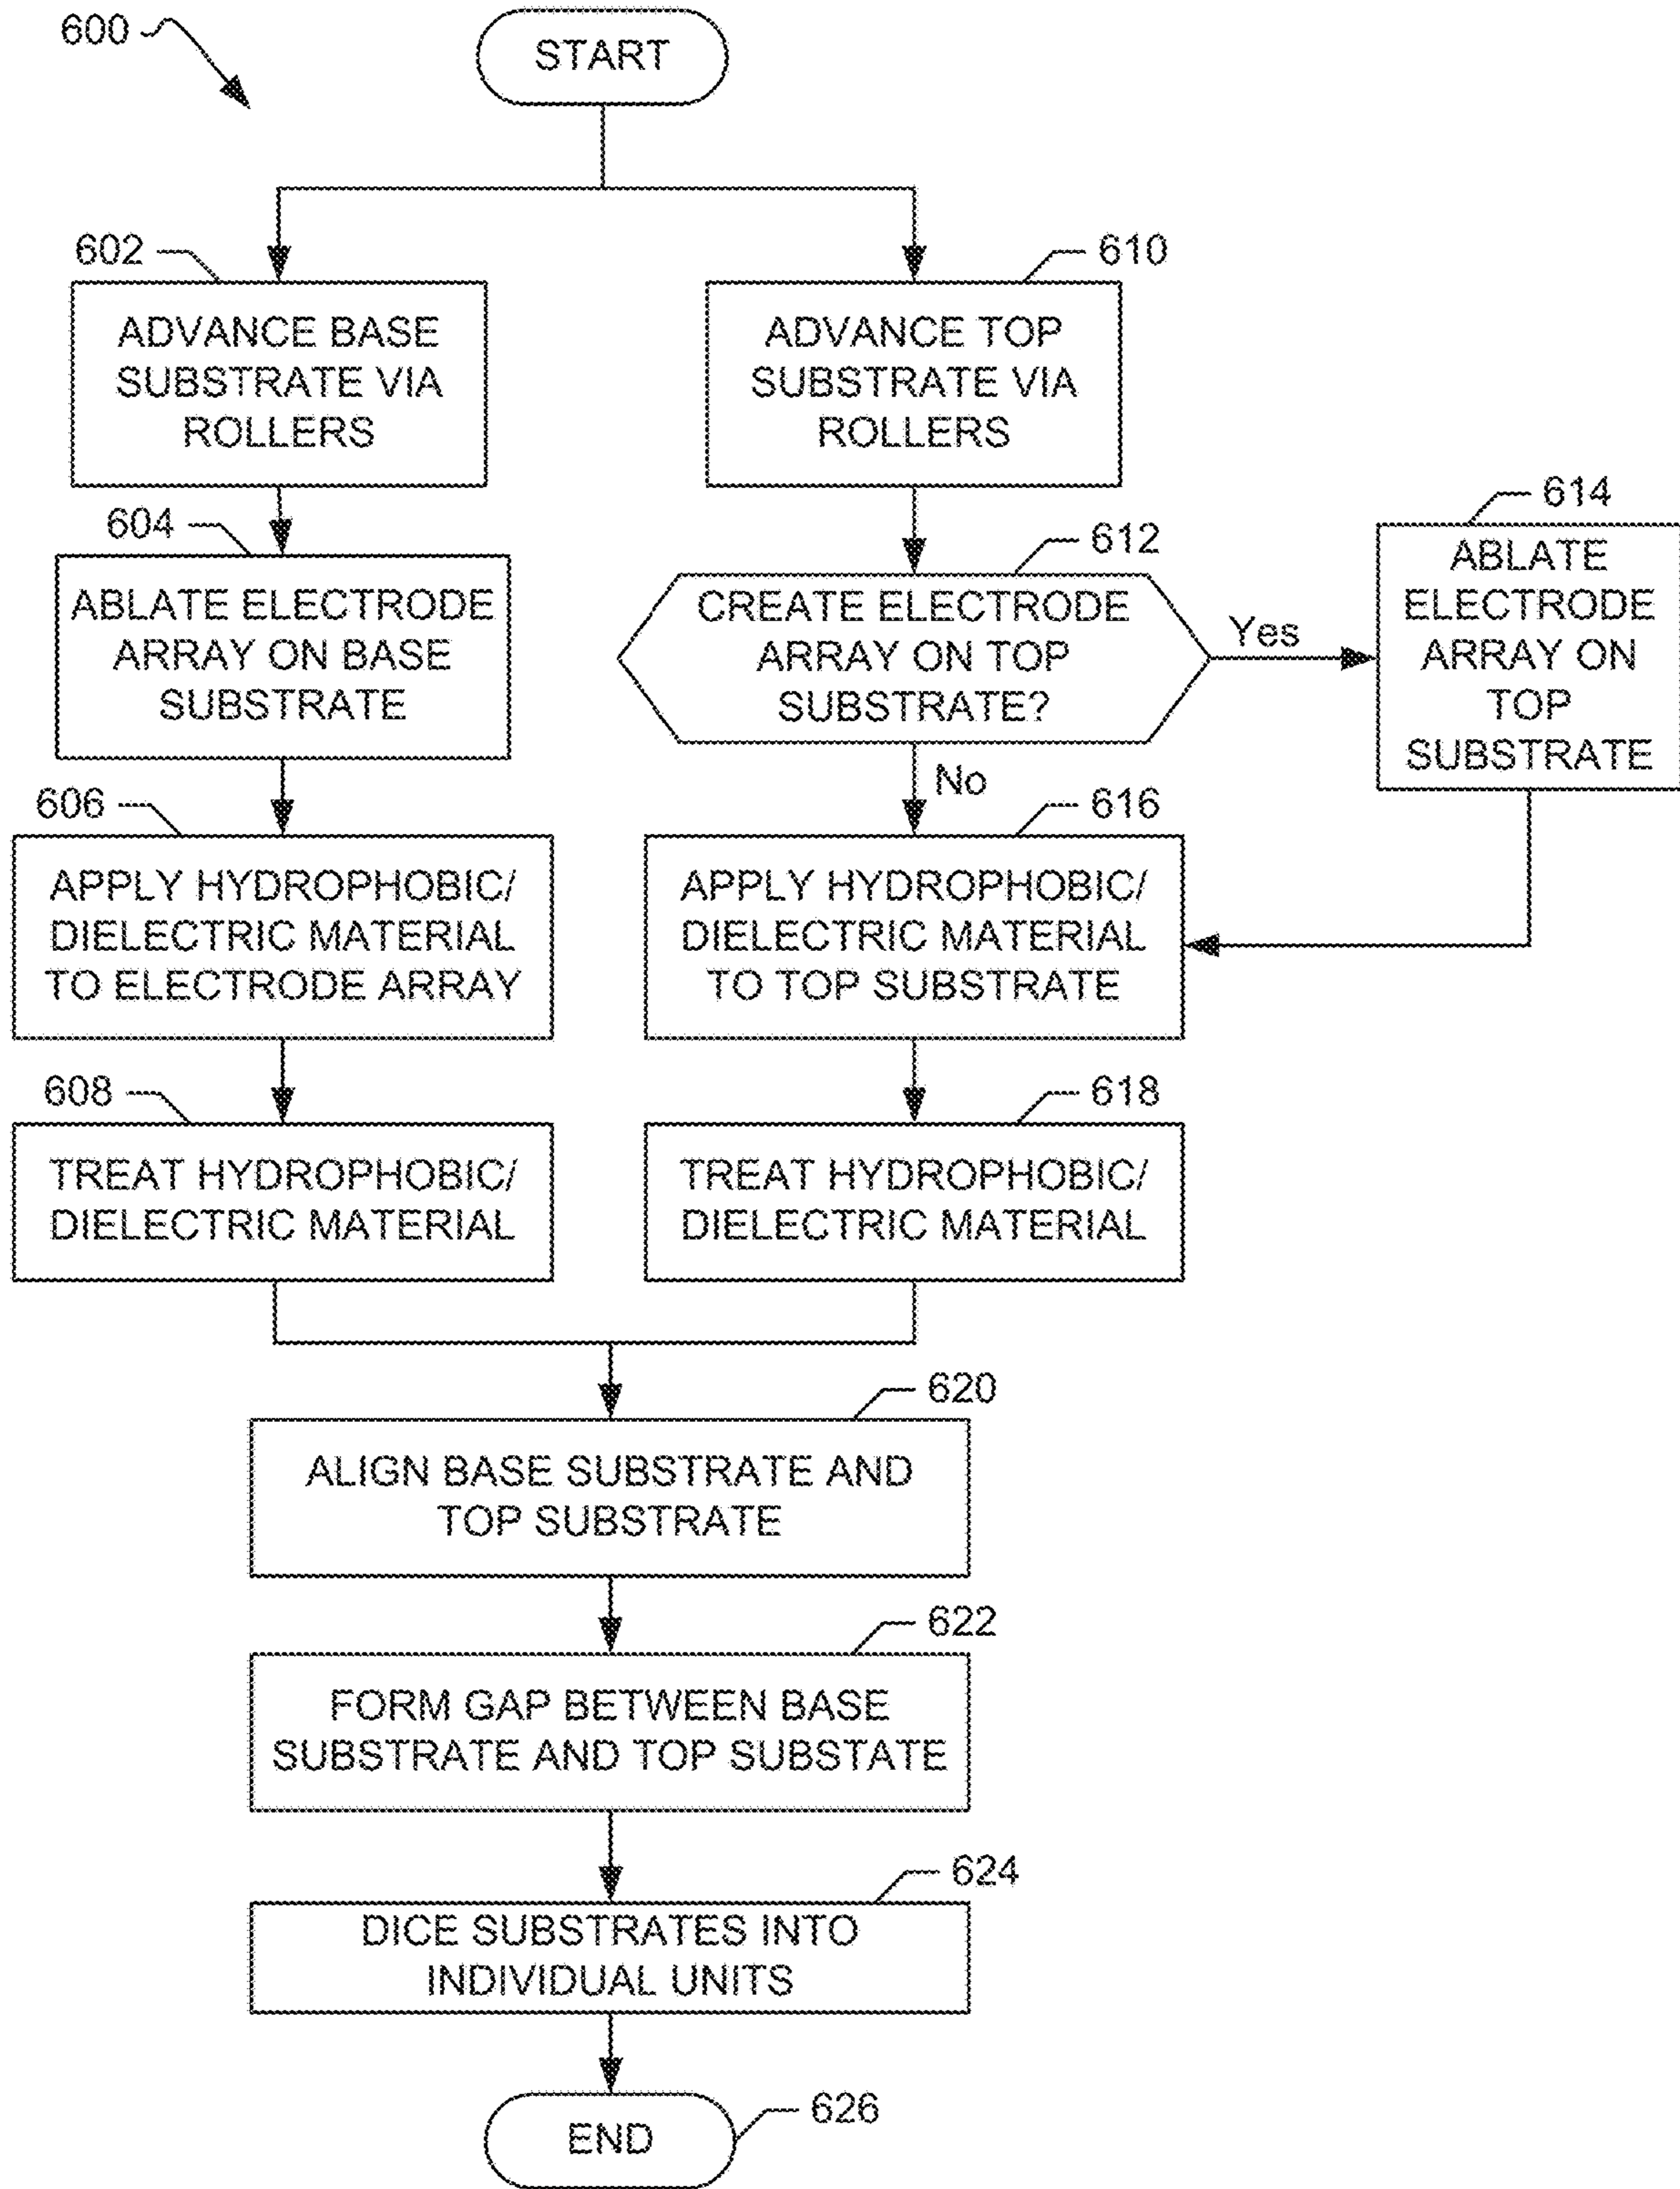 600
START
602
ADVANCE BASE
SUBSTRATE VIA
ROLLERS
604
ABLATE ELECTRODE
ARRAY ON BASE
SUBSTRATE
606
APPLY HYDROPHOBIC/
DIELECTRIC MATERIAL
TO ELECTRODE ARRAY
608
TREAT HYDROPHOBIC/
DIELECTRIC MATERIAL
610
ADVANCE TOP
SUBSTRATE VIA
ROLLERS
612
CREATE ELECTRODE
ARRAY ON TOP
SUBSTRATE?
Yes
614
ABLATE
ELECTRODE
ARRAY ON
TOP
SUBSTRATE
No
616
APPLY HYDROPHOBIC/
DIELECTRIC MATERIAL
TO TOP SUBSTRATE
618
TREAT HYDROPHOBIC/
DIELECTRIC MATERIAL
620
ALIGN BASE SUBSTRATE AND
TOP SUBSTRATE
622
FORM GAP BETWEEN BASE
SUBSTRATE AND TOP SUBSTATE
624
DICE SUBSTRATES INTO
INDIVIDUAL UNITS
END
626